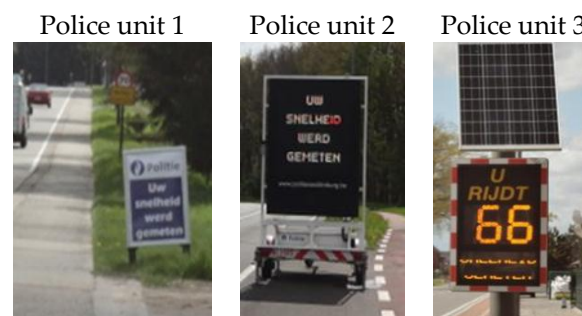 Police unit 1
Police unit 2
Police unit 3
Politie
Uw
snelheid
werd
gemeten
UW
SNELHEID
WERD
GEMETEN
U
RIJDT
66